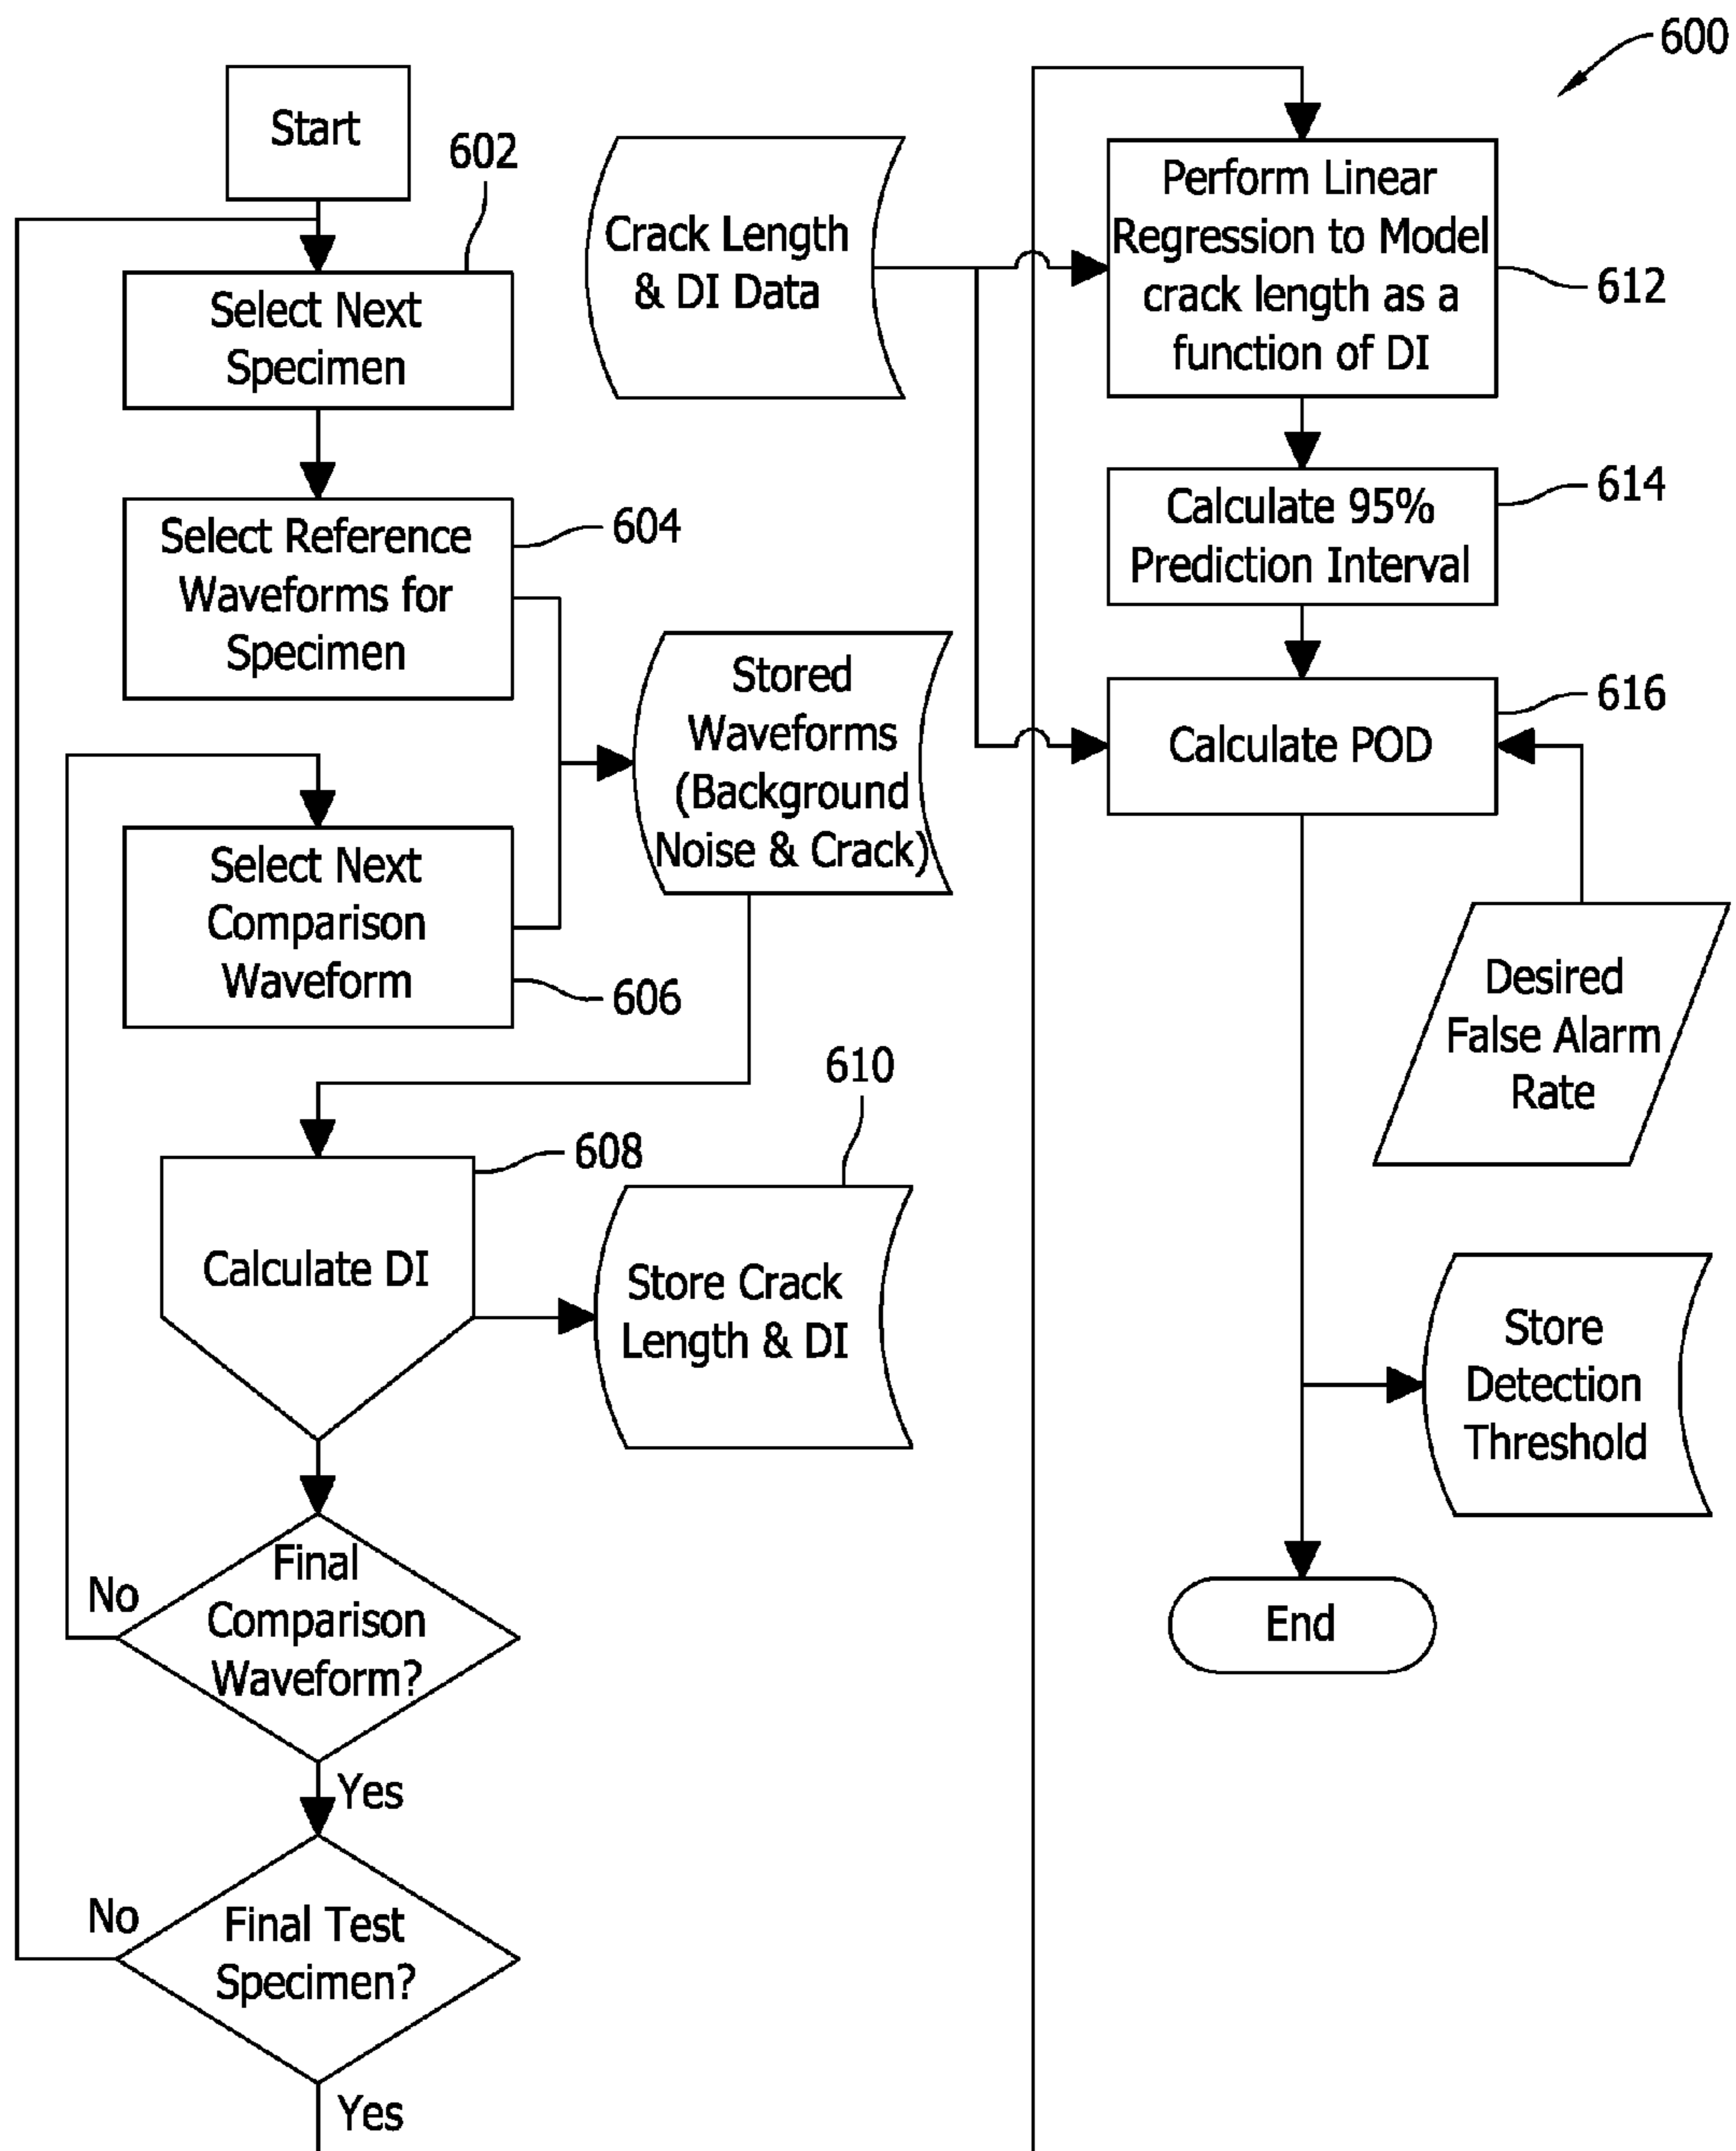 600
Start
602
Select Next
Specimen
Select Reference
Waveforms for
Specimen
604
Select Next
Comparison
Waveform
606
Stored
Waveforms
(Background
Noise & Crack)
Calculate DI
608
610
Store Crack
Length & DI
Final
Comparison
Waveform?
No
Yes
Final Test
Specimen?
No
Yes
Crack Length
& DI Data
Perform Linear
Regression to Model
crack length as a
function of DI
612
Calculate 95%
Prediction Interval
614
Calculate POD
616
Desired
False Alarm
Rate
Store
Detection
Threshold
End